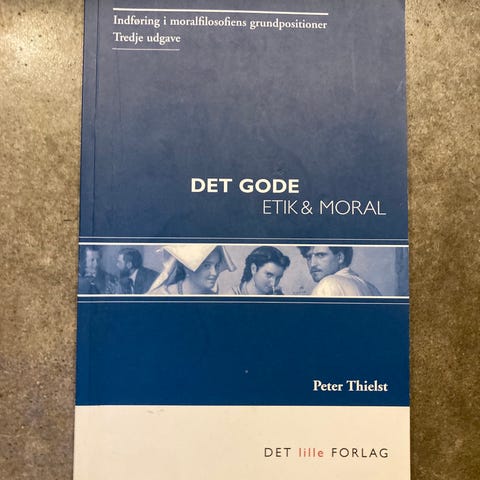 Indføring i moralfilosofiens grundpositioner
Tredje udgave
DET GODE
ETIK & MORAL
Peter Thielst
DET lille FORLAG